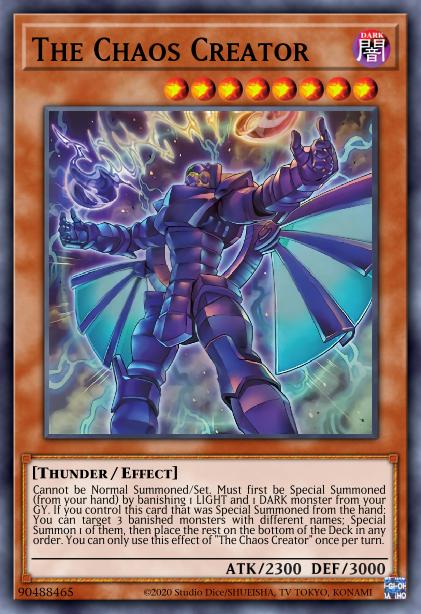 THE CHAOS CREATOR
DARK
闇
[THUNDER / EFFECT]
Cannot be Normal Summoned/Set. Must first be Special Summoned
(from your hand) by banishing 1 LIGHT and 1 DARK monster from your
GY. If you control this card that was Special Summoned from the hand:
You can target 3 banished monsters with different names; Special
Summon 1 of them, then place the rest on the bottom of the Deck in any
order. You can only use this effect of "The Chaos Creator" once per turn.
ATK/2300 DEF/3000
90488465
©2020 Studio Dice/SHUEISHA, TV TOKYO, KONAMI